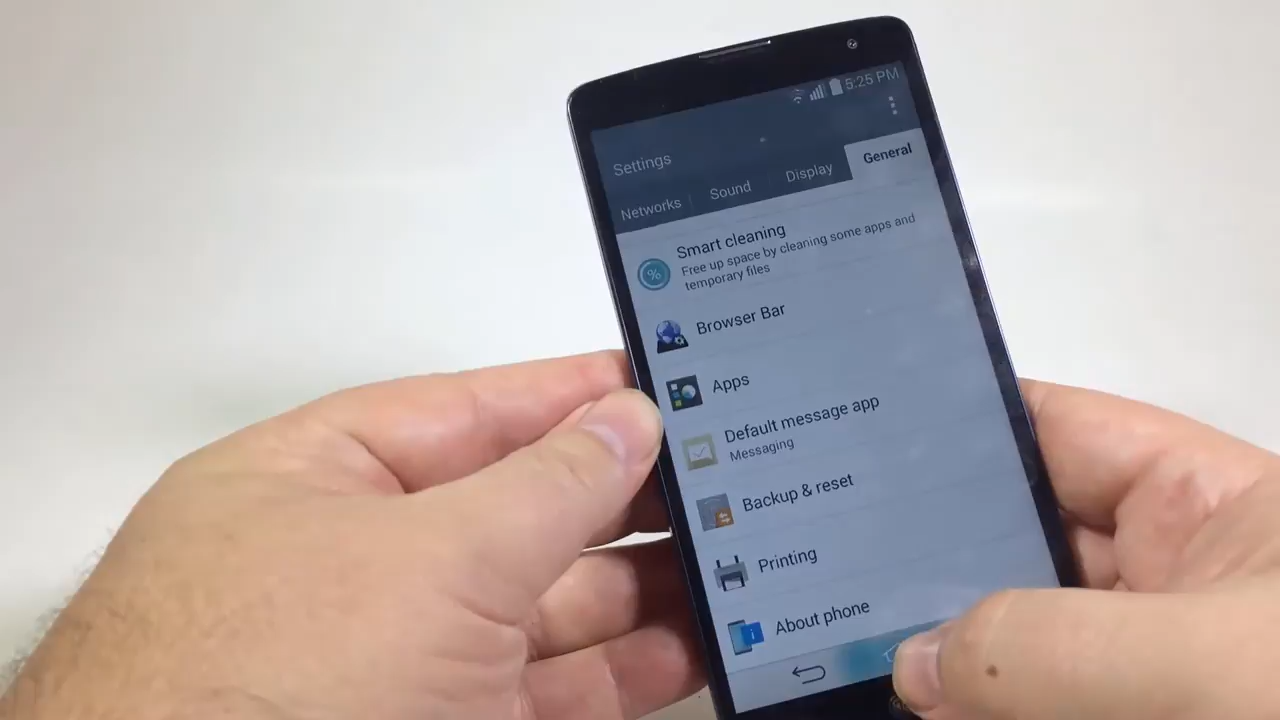 5:25 PM
Settings
Networks
Sound
Display
General
Smart cleaning
Free up space by cleaning some apps and
temporary files
Browser Bar
Apps
Default message app
Messaging
Backup & reset
Printing
About phone